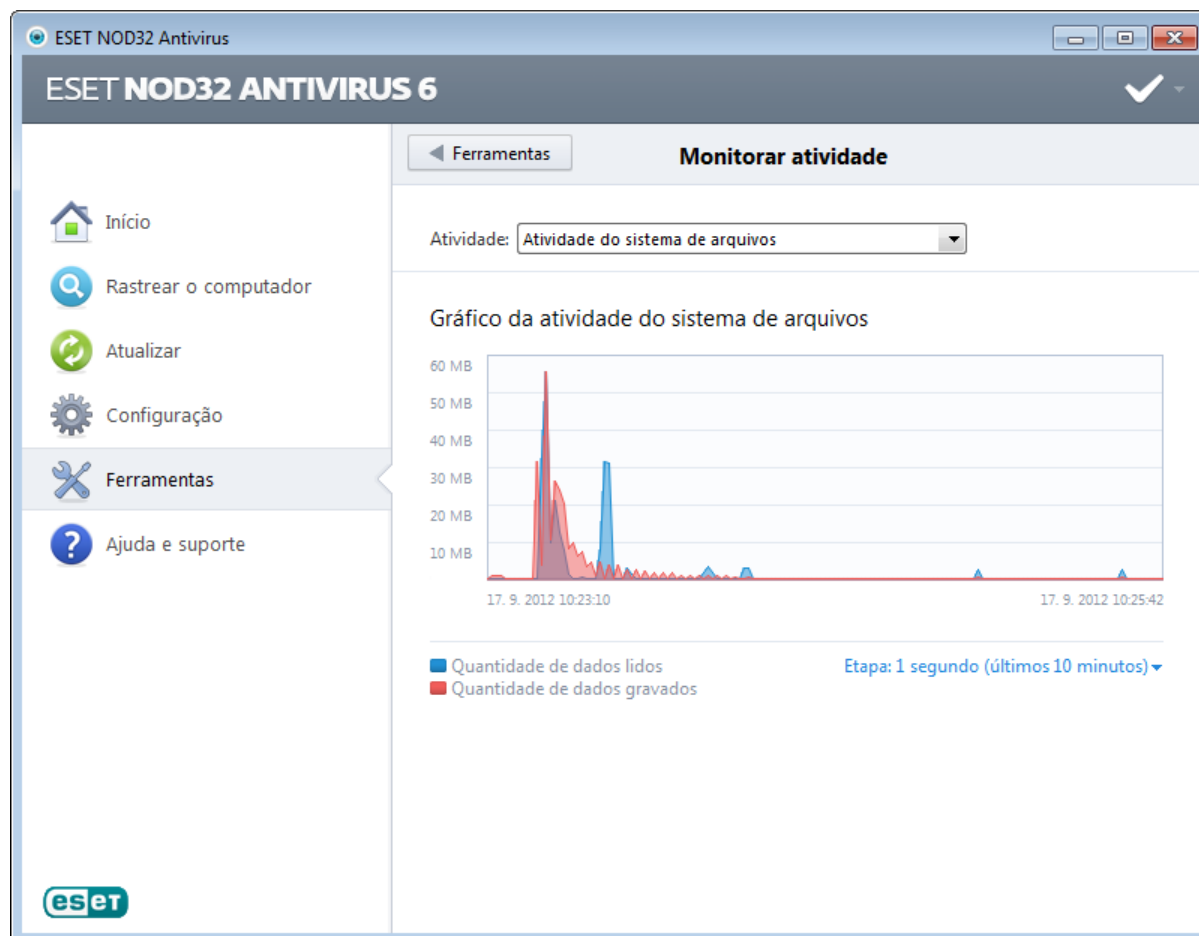 ESET NOD32 Antivirus
ESET NOD32 ANTIVIRUS 6
Ferramentas
Monitorar atividade
Início
Rastrear o computador
Atualizar
Configuração
Ferramentas
Ajuda e suporte
Atividade: Atividade do sistema de arquivos
Gráfico da atividade do sistema de arquivos
60 MB
50 MB
40 MB
30 MB
20 MB
10 MB
17. 9. 2012 10:23:10
17. 9. 2012 10:25:42
Quantidade de dados lidos
Etapa: 1 segundo (últimos 10 minutos)
Quantidade de dados gravados
eseT